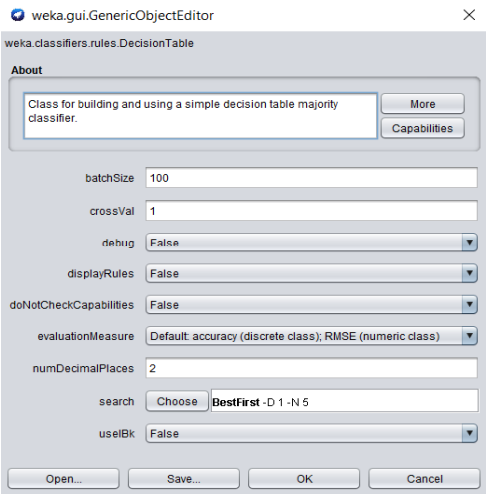 weka.gui.GenericObjectEditor
weka.classifiers.rules.DecisionTable
About
Class for building and using a simple decision table majority
classifier.
More
Capabilities
batchSize 100
crossVal 1
debug False
displayRules False
doNotCheckCapabilities False
evaluationMeasure Default: accuracy (discrete class); RMSE (numeric class)
numDecimalPlaces 2
search Choose BestFirst -D 1 -N 5
useIBk False
Open... Save... OK Cancel